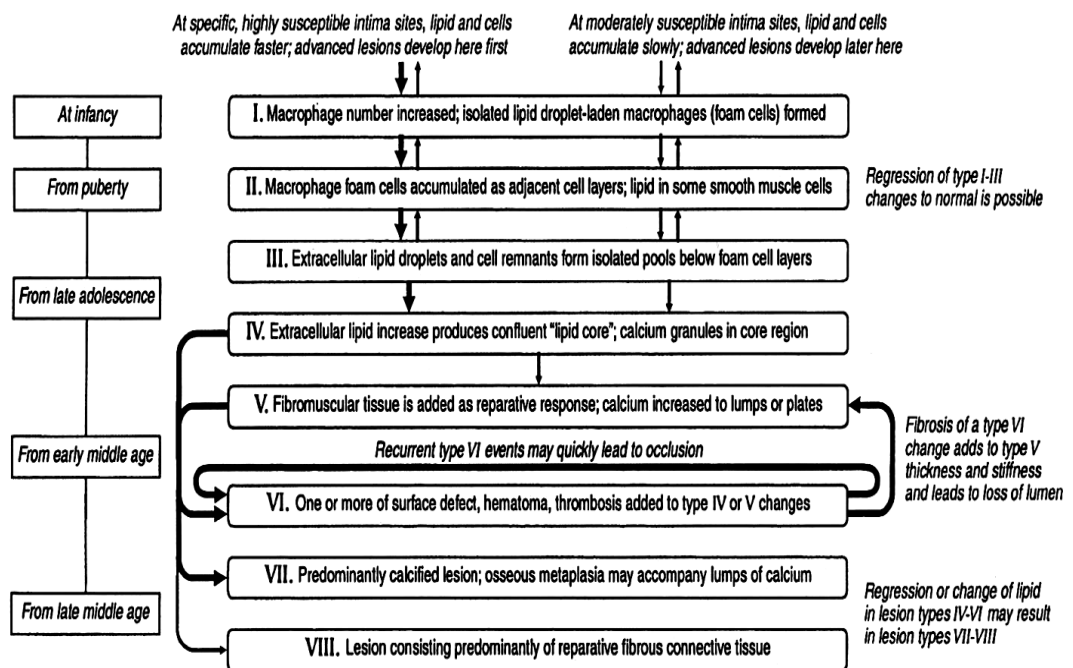 At specific, highly susceptible intima sites, lipid and cells
accumulate faster; advanced lesions develop here first
At moderately susceptible intima sites, lipid and cells
accumulate slowly; advanced lesions develop later here
At infancy
I. Macrophage number increased; isolated lipid droplet-laden macrophages (foam cells) formed
From puberty
II. Macrophage foam cells accumulated as adjacent cell layers; lipid in some smooth muscle cells
Regression of type I-III
changes to normal is possible
III. Extracellular lipid droplets and cell remnants form isolated pools below foam cell layers
From late adolescence
IV. Extracellular lipid increase produces confluent "lipid core"; calcium granules in core region
V. Fibromuscular tissue is added as reparative response; calcium increased to lumps or plates
From early middle age
Recurrent type VI events may quickly lead to occlusion
Fibrosis of a type VI
change adds to type V
thickness and stiffness
and leads to loss of lumen
VI. One or more of surface defect, hematoma, thrombosis added to type IV or V changes
VII. Predominantly calcified lesion; osseous metaplasia may accompany lumps of calcium
From late middle age
Regression or change of lipid
in lesion types IV-VI may result
in lesion types VII-VIII
VIII. Lesion consisting predominantly of reparative fibrous connective tissue